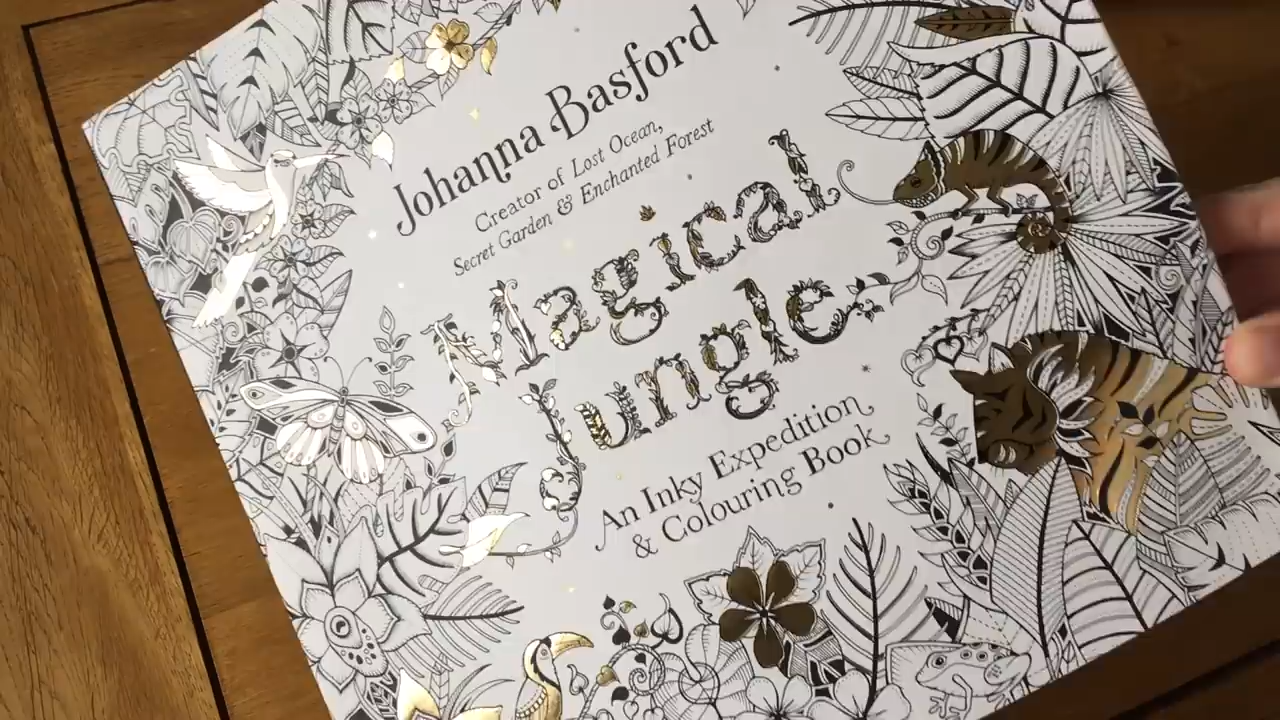 Johanna Basford
Creator of Lost Ocean,
Secret Garden & Enchanted Forest
Magical
Jungle
An Inky Expedition
& Colouring Book